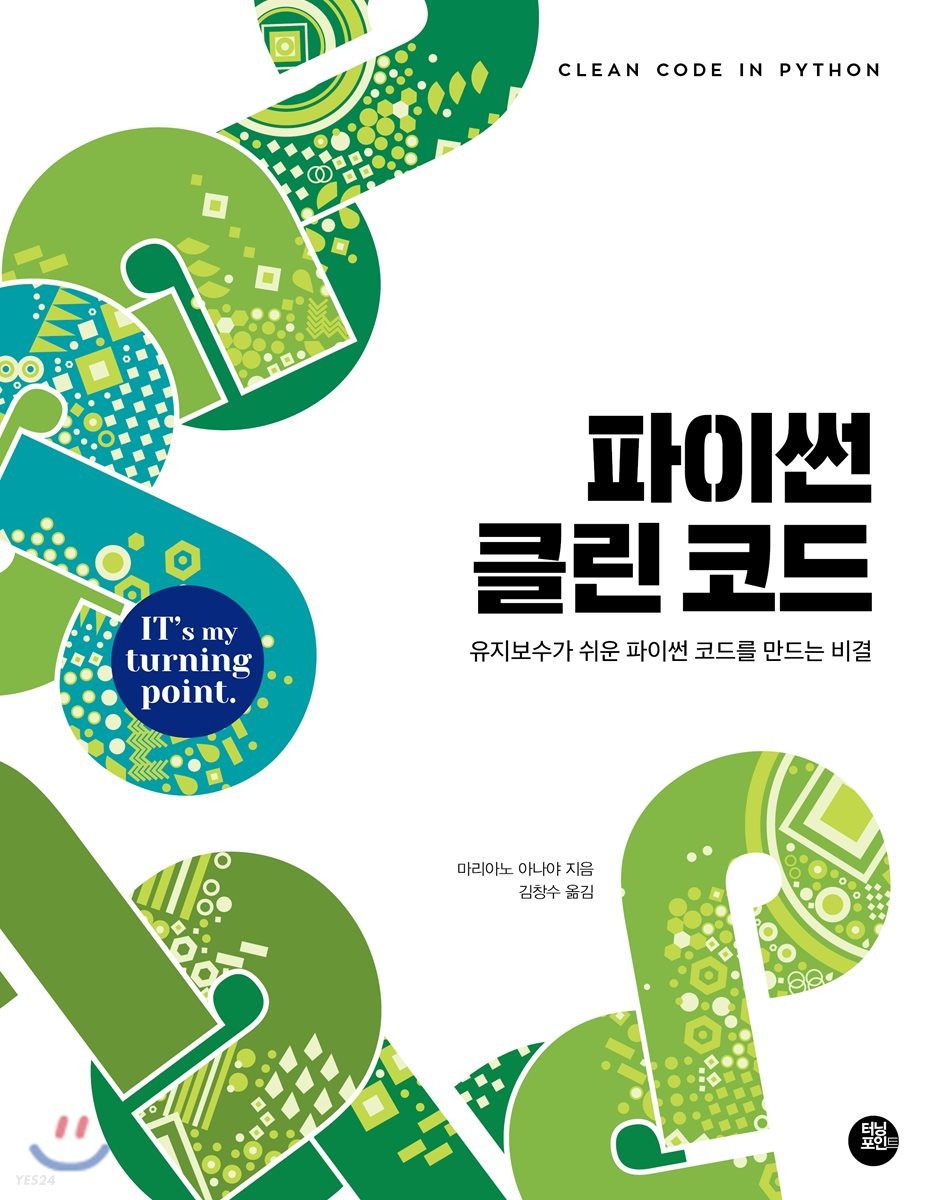 CLEAN CODE IN PYTHON
파이썬
클린 코드
유지보수가 쉬운 파이썬 코드를 만드는 비결
IT's my
turning
point.
마리아노 아나야 지음
김창수 옮김
터닝
포인트
YES24